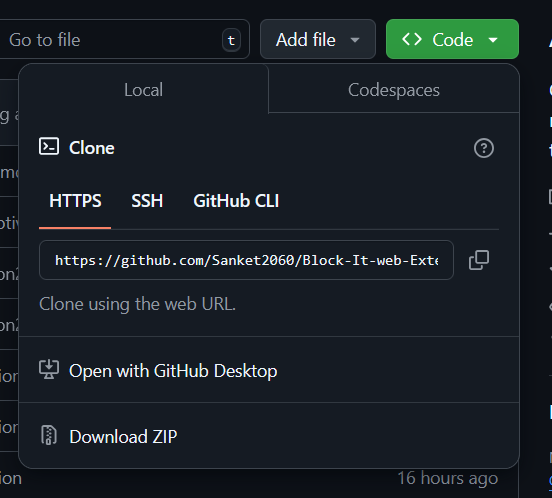 Go to file
t
Add file
Code
Local
Codespaces
Clone
HTTPS
SSH
GitHub CLI
https://github.com/Sanket2060/Block-It-web-Exte
Clone using the web URL.
Open with GitHub Desktop
Download ZIP
16 hours ago